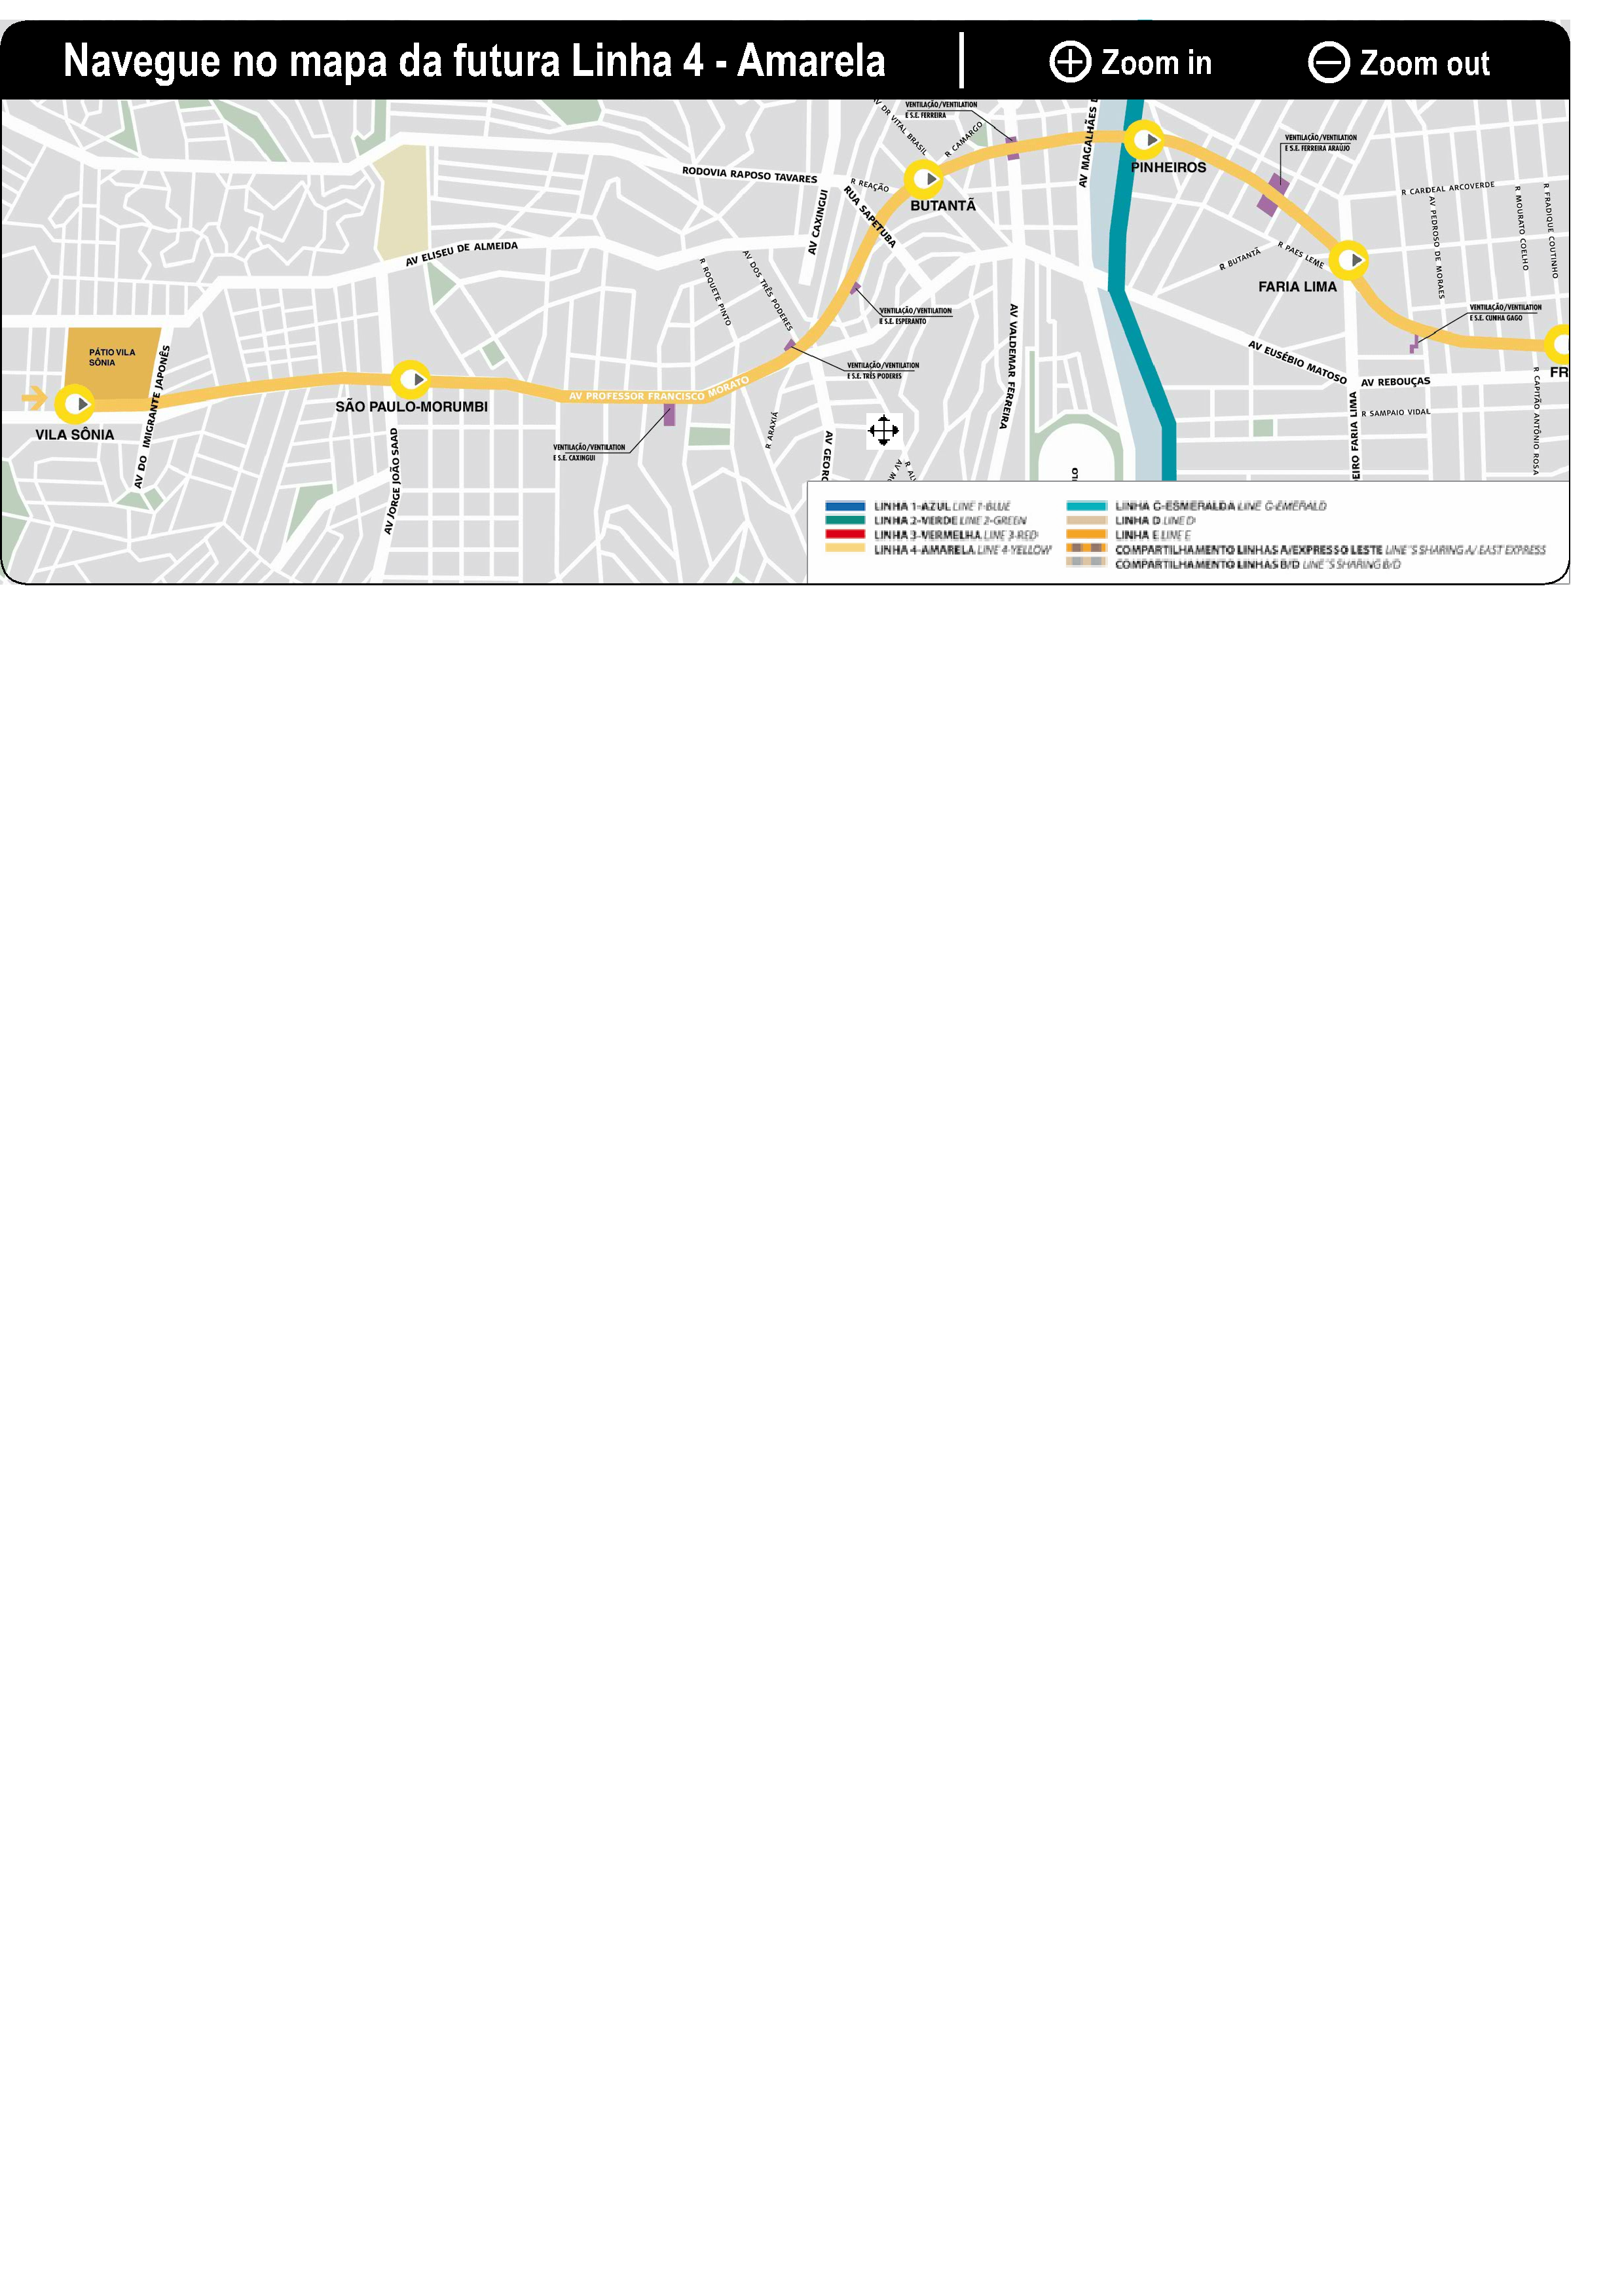 Navegue no mapa da futura Linha 4 - Amarela
Zoom in
Zoom out
VENTILAÇÃO/VENTILATION
E S.E. FERREIRA
AV DR VITAL BRASIL
R CAMARGO
AV MAGALHÃES
PINHEIROS
VENTILAÇÃO/VENTILATION
E S.E. FERREIRA ARAÚJO
RODOVIA RAPOSO TAVARES
R REAÇÃO
BUTANTÃ
RUA SAPETUBA
AV CAXINGUI
R CARDEAL ARCOVERDE
AV PEDROSO DE MORAES
R MOURATO COELHO
R FRADIQUE COUTINHO
AV ELISEU DE ALMEIDA
R ROQUETE PINTO
AV DOS TRÊS PODERES
R BUTANTÃ
R PAES LEME
FARIA LIMA
VENTILAÇÃO/VENTILATION
E S.E. ESPERANTO
VENTILAÇÃO/VENTILATION
E S.E. CUNHA GAGO
AV VALDEMAR FERREIRA
PÁTIO VILA
SÔNIA
AV DO IMIGRANTE JAPONÊS
VENTILAÇÃO/VENTILATION
E S.E. TRÊS PODERES
AV EUSÉBIO MATOSO
AV REBOUÇAS
FR
SÃO PAULO-MORUMBI
AV PROFESSOR FRANCISCO MORATO
R SAMPAIO VIDAL
EIRO FARIA LIMA
R CAPITÃO ANTÔNIO ROSA
VILA SÔNIA
AV JORGE JOÃO SAAD
VENTILAÇÃO/VENTILATION
E S.E. CAXINGUI
R ARAXIÁ
AV GEORG
LINHA 1-AZUL LINE 1-BLUE
LINHA 2-VERDE LINE 2-GREEN
LINHA 3-VERMELHA LINE 3-RED
LINHA 4-AMARELA LINE 4-YELLOW
LINHA C-ESMERALDA LINE C-EMERALD
LINHA D LINE D
LINHA E LINE E
COMPARTILHAMENTO LINHAS A/EXPRESSO LESTE LINE'S SHARING A/ EAST EXPRESS
COMPARTILHAMENTO LINHAS B/D LINE'S SHARING B/D